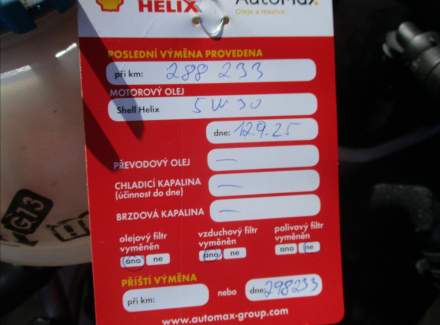 HELIX AutoMax
POSLEDNÍ VÝMĚNA PROVEDENA
při km: 288 233
MOTOROVÝ OLEJ
Shell Helix 5W30
dne: 12.9.25
PŘEVODOVÝ OLEJ —
CHLADICÍ KAPALINA
(účinnost do dne) —
BRZDOVÁ KAPALINA —
olejový filtr vzduchový filtr palivový filtr
vyměněn vyměněn vyměněn
ano ne ano ne ano ne
PŘÍŠTÍ VÝMĚNA
při km: nebo dne: 298233
www.automax-group.com